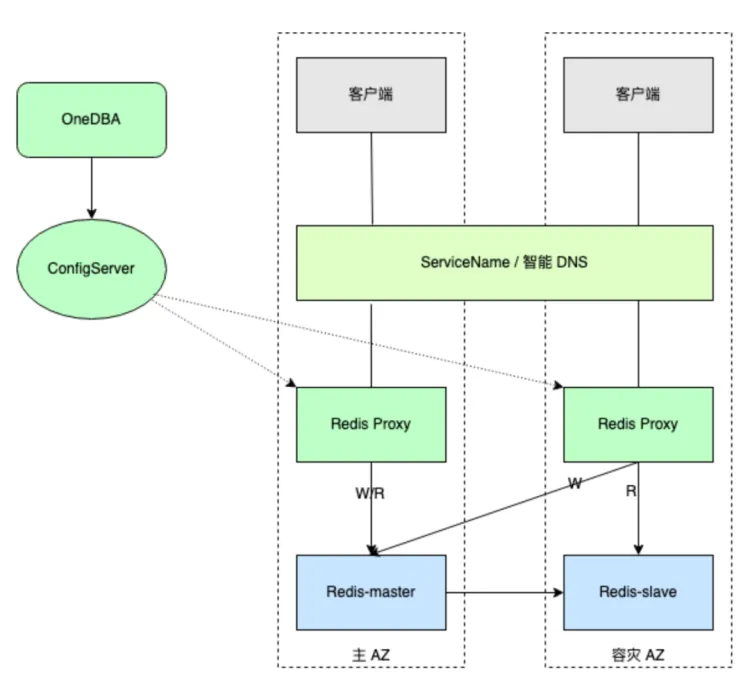 客户端
客户端
OneDBA
ServiceName / 智能 DNS
ConfigServer
Redis Proxy
Redis Proxy
W/R
W
R
Redis-master
Redis-slave
主 AZ
容灾 AZ